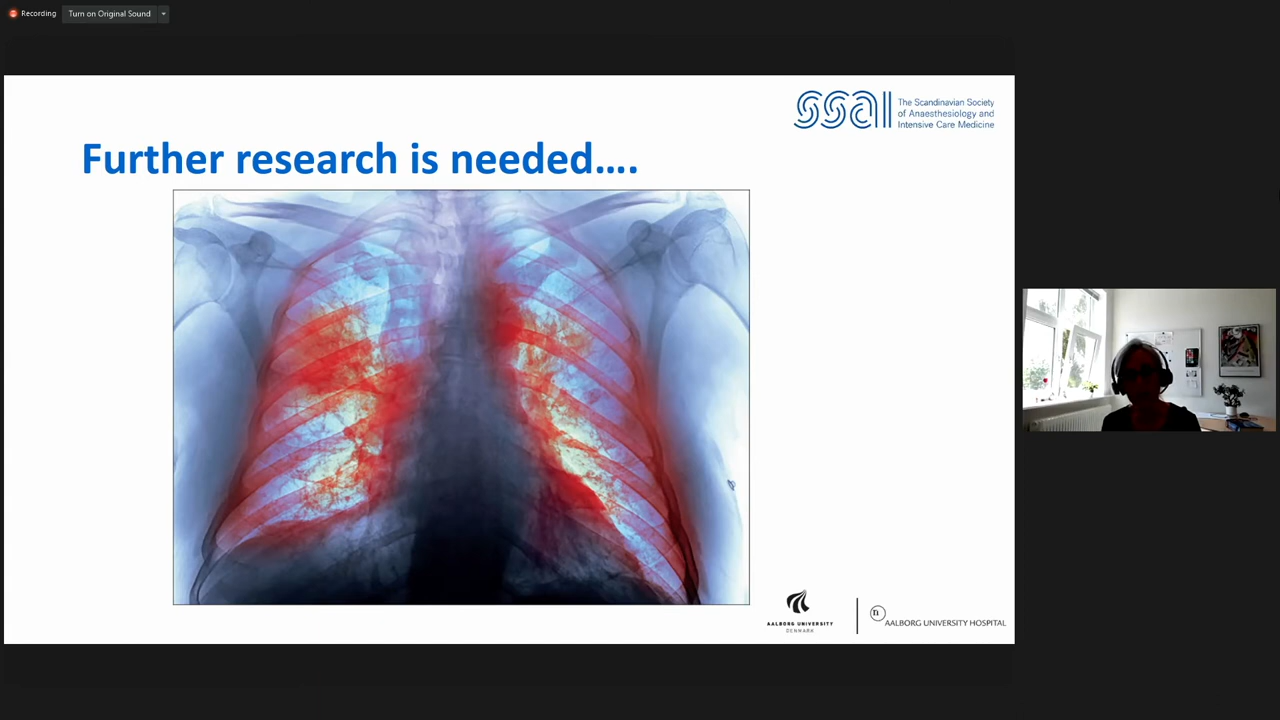 Recording
Turn on Original Sound
ssai
The Scandinavian Society
of Anaesthesiology and
Intensive Care Medicine
Further research is needed....
AALBORG UNIVERSITY
DENMARK
n
AALBORG UNIVERSITY HOSPITAL